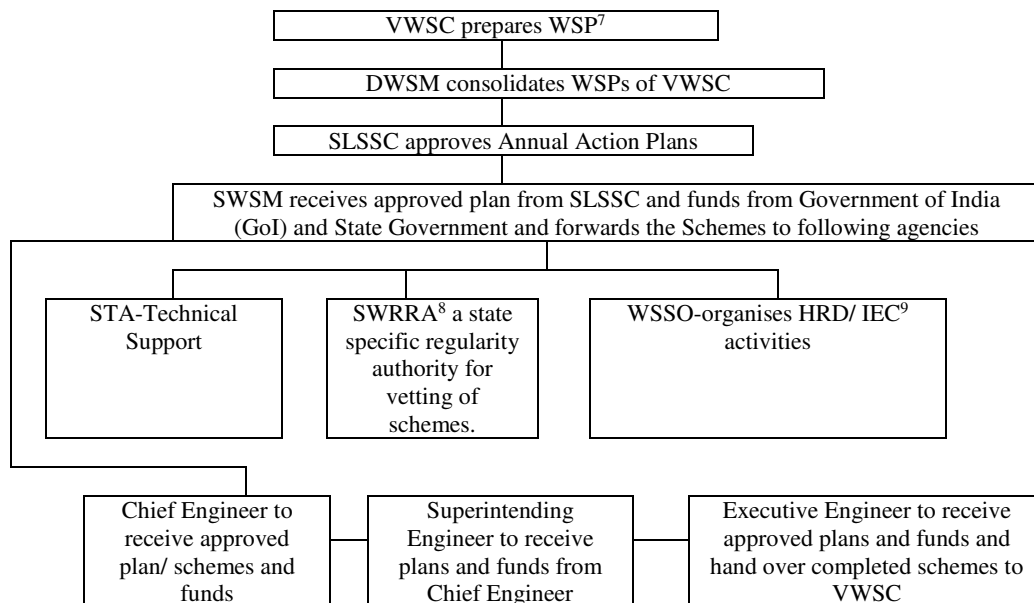 VWSC prepares WSP7
DWSM consolidates WSPs of VWSC
SLSSC approves Annual Action Plans
SWSM receives approved plan from SLSSC and funds from Government of India
(GoI) and State Government and forwards the Schemes to following agencies
STA-Technical
Support
SWRRA8 a state
specific regularity
authority for
vetting of
schemes.
WSSO-organises HRD/ IEC9
activities
Chief Engineer to
receive approved
plan/ schemes and
funds
Superintending
Engineer to receive
plans and funds from
Chief Engineer
Executive Engineer to receive
approved plans and funds and
hand over completed schemes to
VWSC